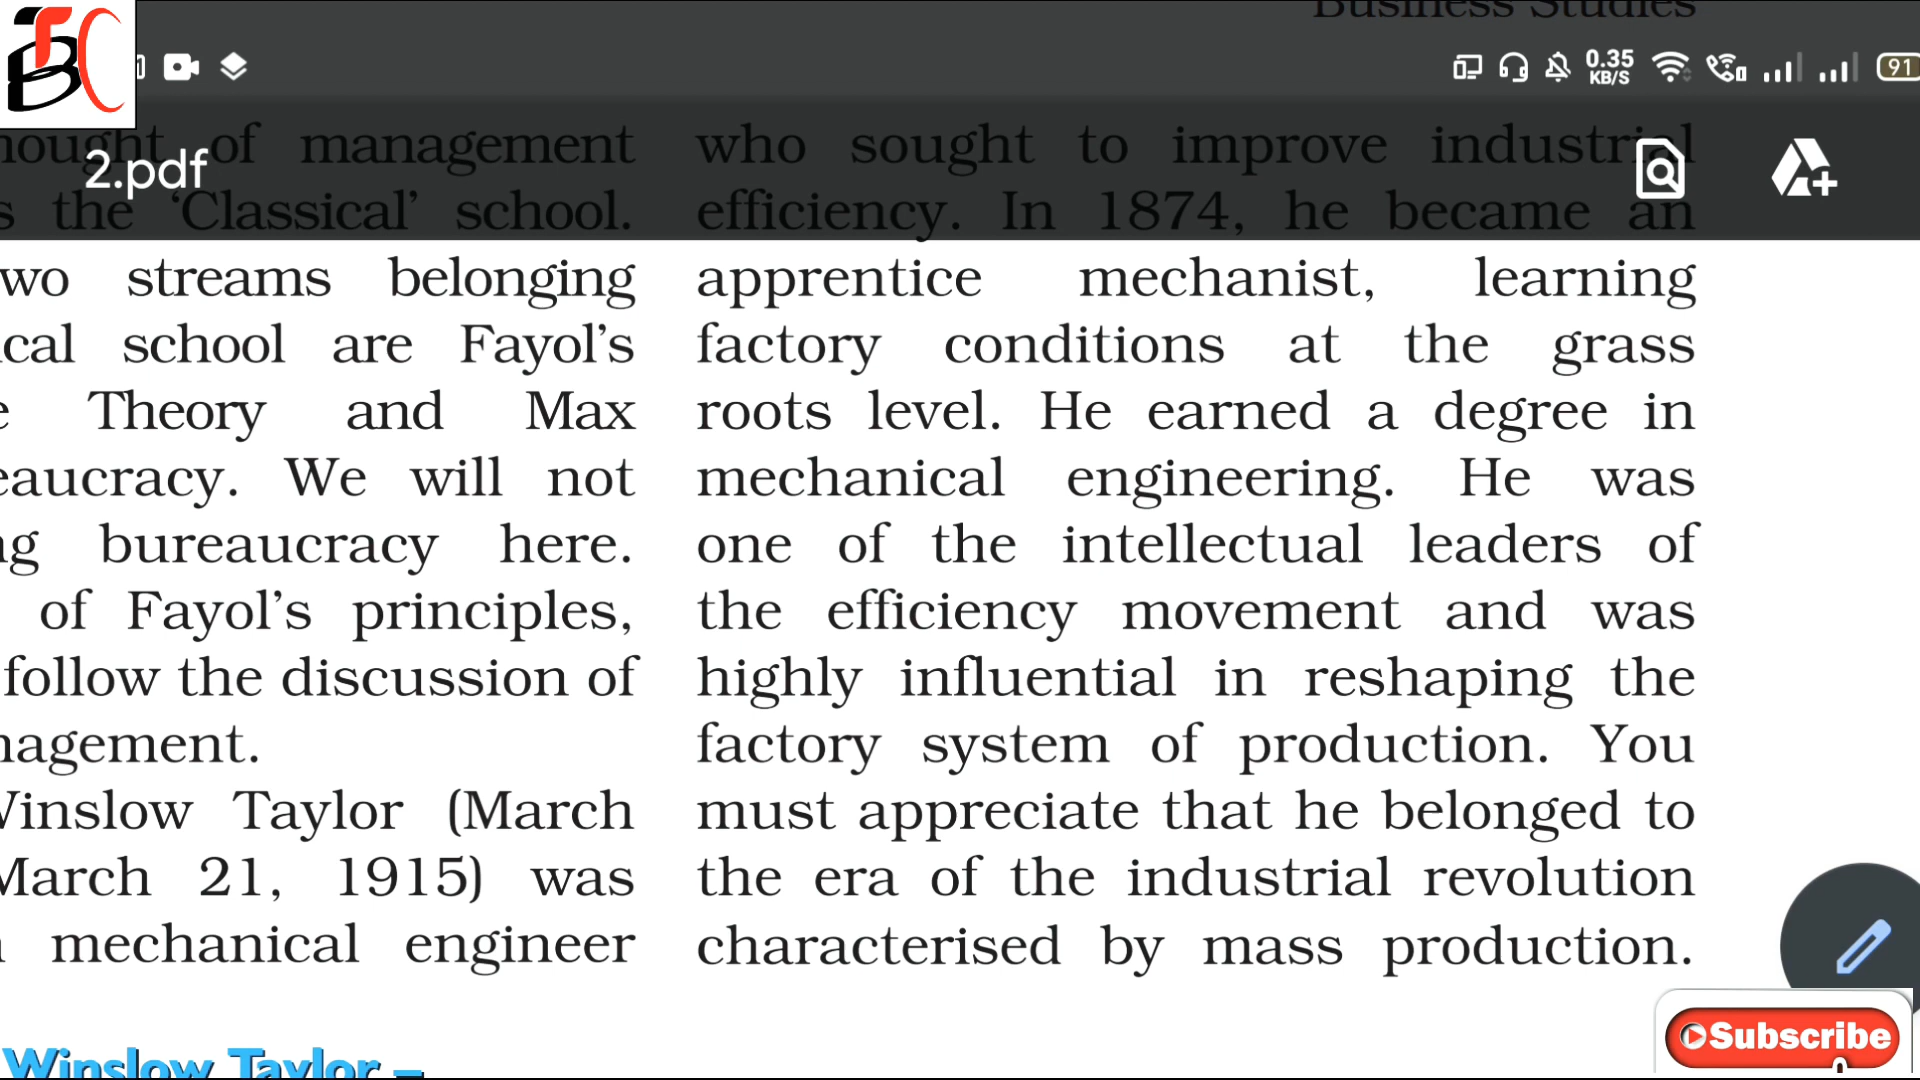 Business Studies
0.35
KB/S
91
2.pdf
thought of management
s the ‘Classical’ school.
two streams belonging
school are Fayol’s
Theory and Max
We will not
bureaucracy here.
of Fayol’s principles,
follow the discussion of
Winslow Taylor (March
March 21, 1915) was
mechanical engineer
who sought to improve industrial
efficiency. In 1874, he became an
apprentice mechanist, learning
factory conditions at the grass
roots level. He earned a degree in
mechanical engineering. He was
one of the intellectual leaders of
the efficiency movement and was
highly influential in reshaping the
factory system of production. You
must appreciate that he belonged to
the era of the industrial revolution
characterised by mass production.
Winslow Taylor –
Subscribe